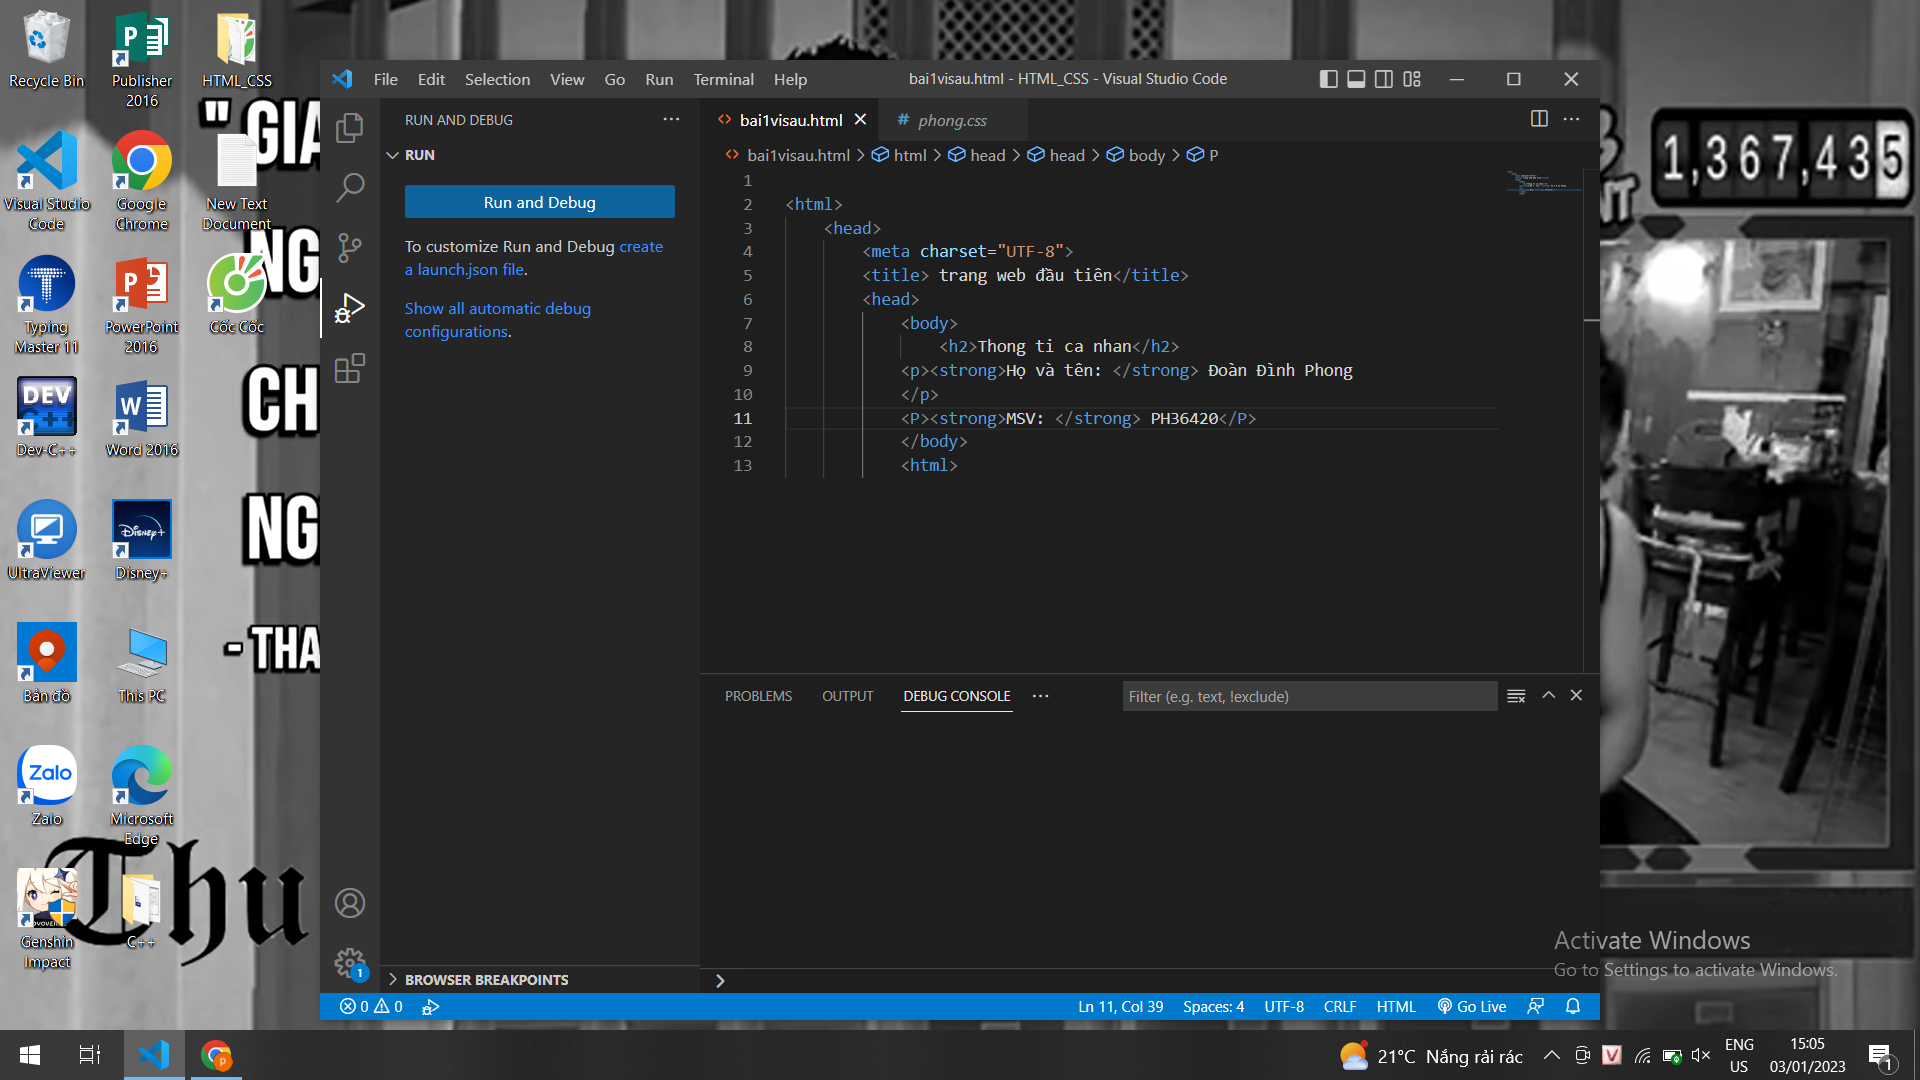 Recycle Bin
Publisher 2016
HTML_CSS
Visual Studio Code
Google Chrome
New Text Document
Typing Master 11
PowerPoint 2016
Cốc Cốc
DEV C++
Dev-C++
Word 2016
UltraViewer
Disney+
Disney+
Bản đồ
This PC
Zalo
Zalo
Microsoft Edge
Genshin Impact
C++
" GIA
NG
CH
NG
- THA
Thu
1,367,435
File Edit Selection View Go Run Terminal Help
bai1visau.html - HTML_CSS - Visual Studio Code
RUN AND DEBUG
RUN
Run and Debug
To customize Run and Debug create
a launch.json file.
Show all automatic debug
configurations.
BROWSER BREAKPOINTS
bai1visau.html
# phong.css
bai1visau.html > html > head > head > body > P
1
2 <html>
3 <head>
4 <meta charset="UTF-8">
5 <title> trang web đầu tiên</title>
6 <head>
7 <body>
8 <h2>Thong ti ca nhan</h2>
9 <p><strong>Họ và tên: </strong> Đoàn Đình Phong
10 </p>
11 <P><strong>MSV: </strong> PH36420</P>
12 </body>
13 <html>
PROBLEMS OUTPUT DEBUG CONSOLE
Filter (e.g. text, !exclude)
Activate Windows
Go to Settings to activate Windows.
1
0 0
Ln 11, Col 39 Spaces: 4 UTF-8 CRLF HTML Go Live
21°C Nắng rải rác
ENG
US
15:05
03/01/2023
1